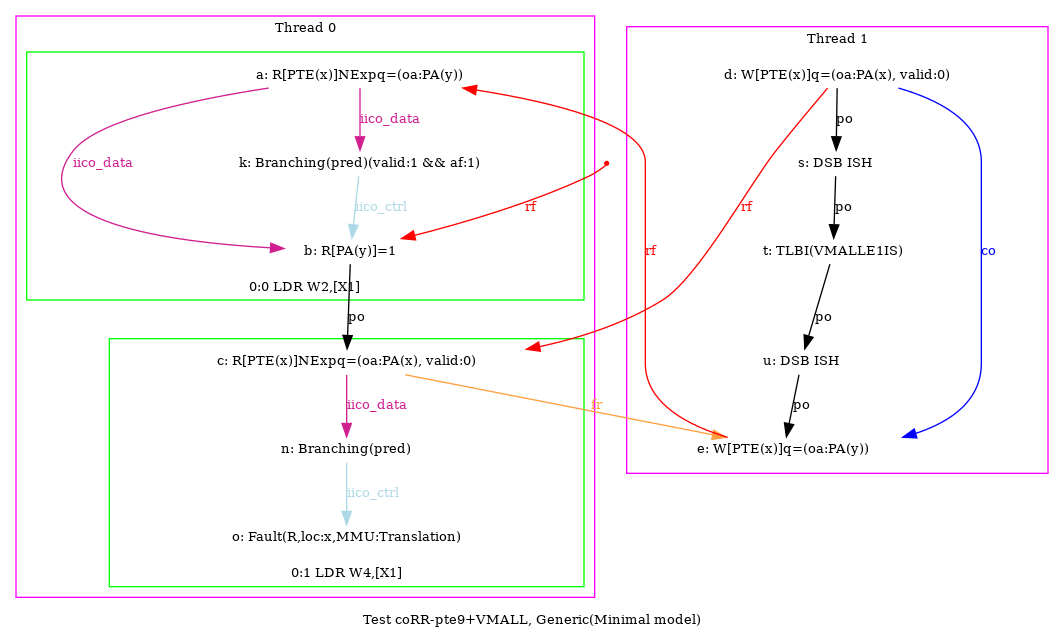 Thread 0
a: R[PTE(x)]NExpq=(oa:PA(y))
iico_data
iico_data
k: Branching(pred)(valid:1 && af:1)
iico_ctrl
rf
b: R[PA(y)]=1
0:0 LDR W2,[X1]
po
c: R[PTE(x)]NExpq=(oa:PA(x), valid:0)
iico_data
fr
n: Branching(pred)
iico_ctrl
o: Fault(R,loc:x,MMU:Translation)
0:1 LDR W4,[X1]
rf
rf
Thread 1
d: W[PTE(x)]q=(oa:PA(x), valid:0)
po
s: DSB ISH
po
t: TLBI(VMALLE1IS)
co
po
u: DSB ISH
po
e: W[PTE(x)]q=(oa:PA(y))
Test coRR-pte9+VMALL, Generic(Minimal model)